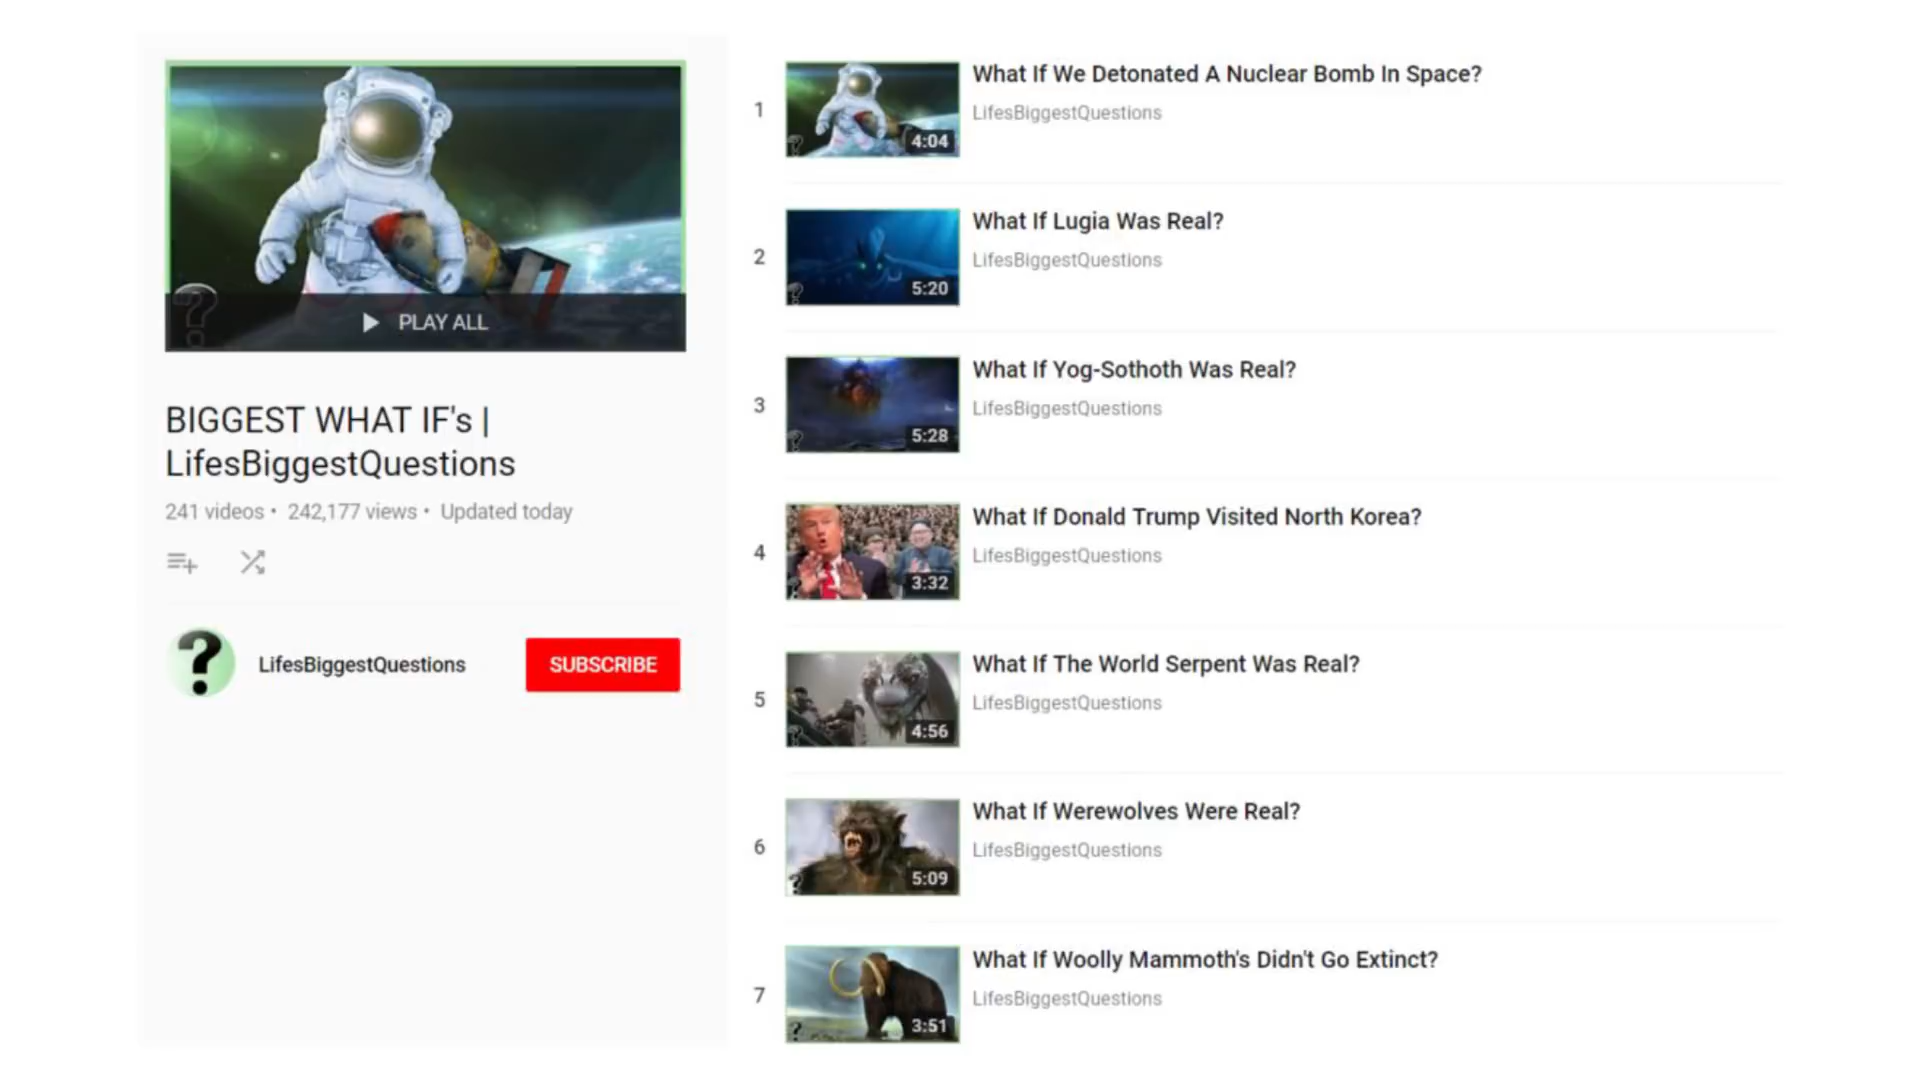 PLAY ALL
BIGGEST WHAT IF's |
LifesBiggestQuestions
241 videos • 242,177 views • Updated today
?
LifesBiggestQuestions
SUBSCRIBE
1
What If We Detonated A Nuclear Bomb In Space?
LifesBiggestQuestions
4:04
2
What If Lugia Was Real?
LifesBiggestQuestions
5:20
3
What If Yog-Sothoth Was Real?
LifesBiggestQuestions
5:28
4
What If Donald Trump Visited North Korea?
LifesBiggestQuestions
3:32
5
What If The World Serpent Was Real?
LifesBiggestQuestions
4:56
6
What If Werewolves Were Real?
LifesBiggestQuestions
5:09
7
What If Woolly Mammoth's Didn't Go Extinct?
LifesBiggestQuestions
3:51